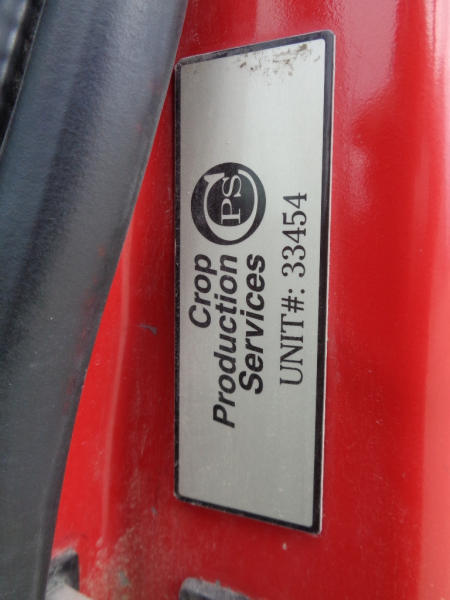 Crop
Production
Services
CPS
UNIT#: 33454